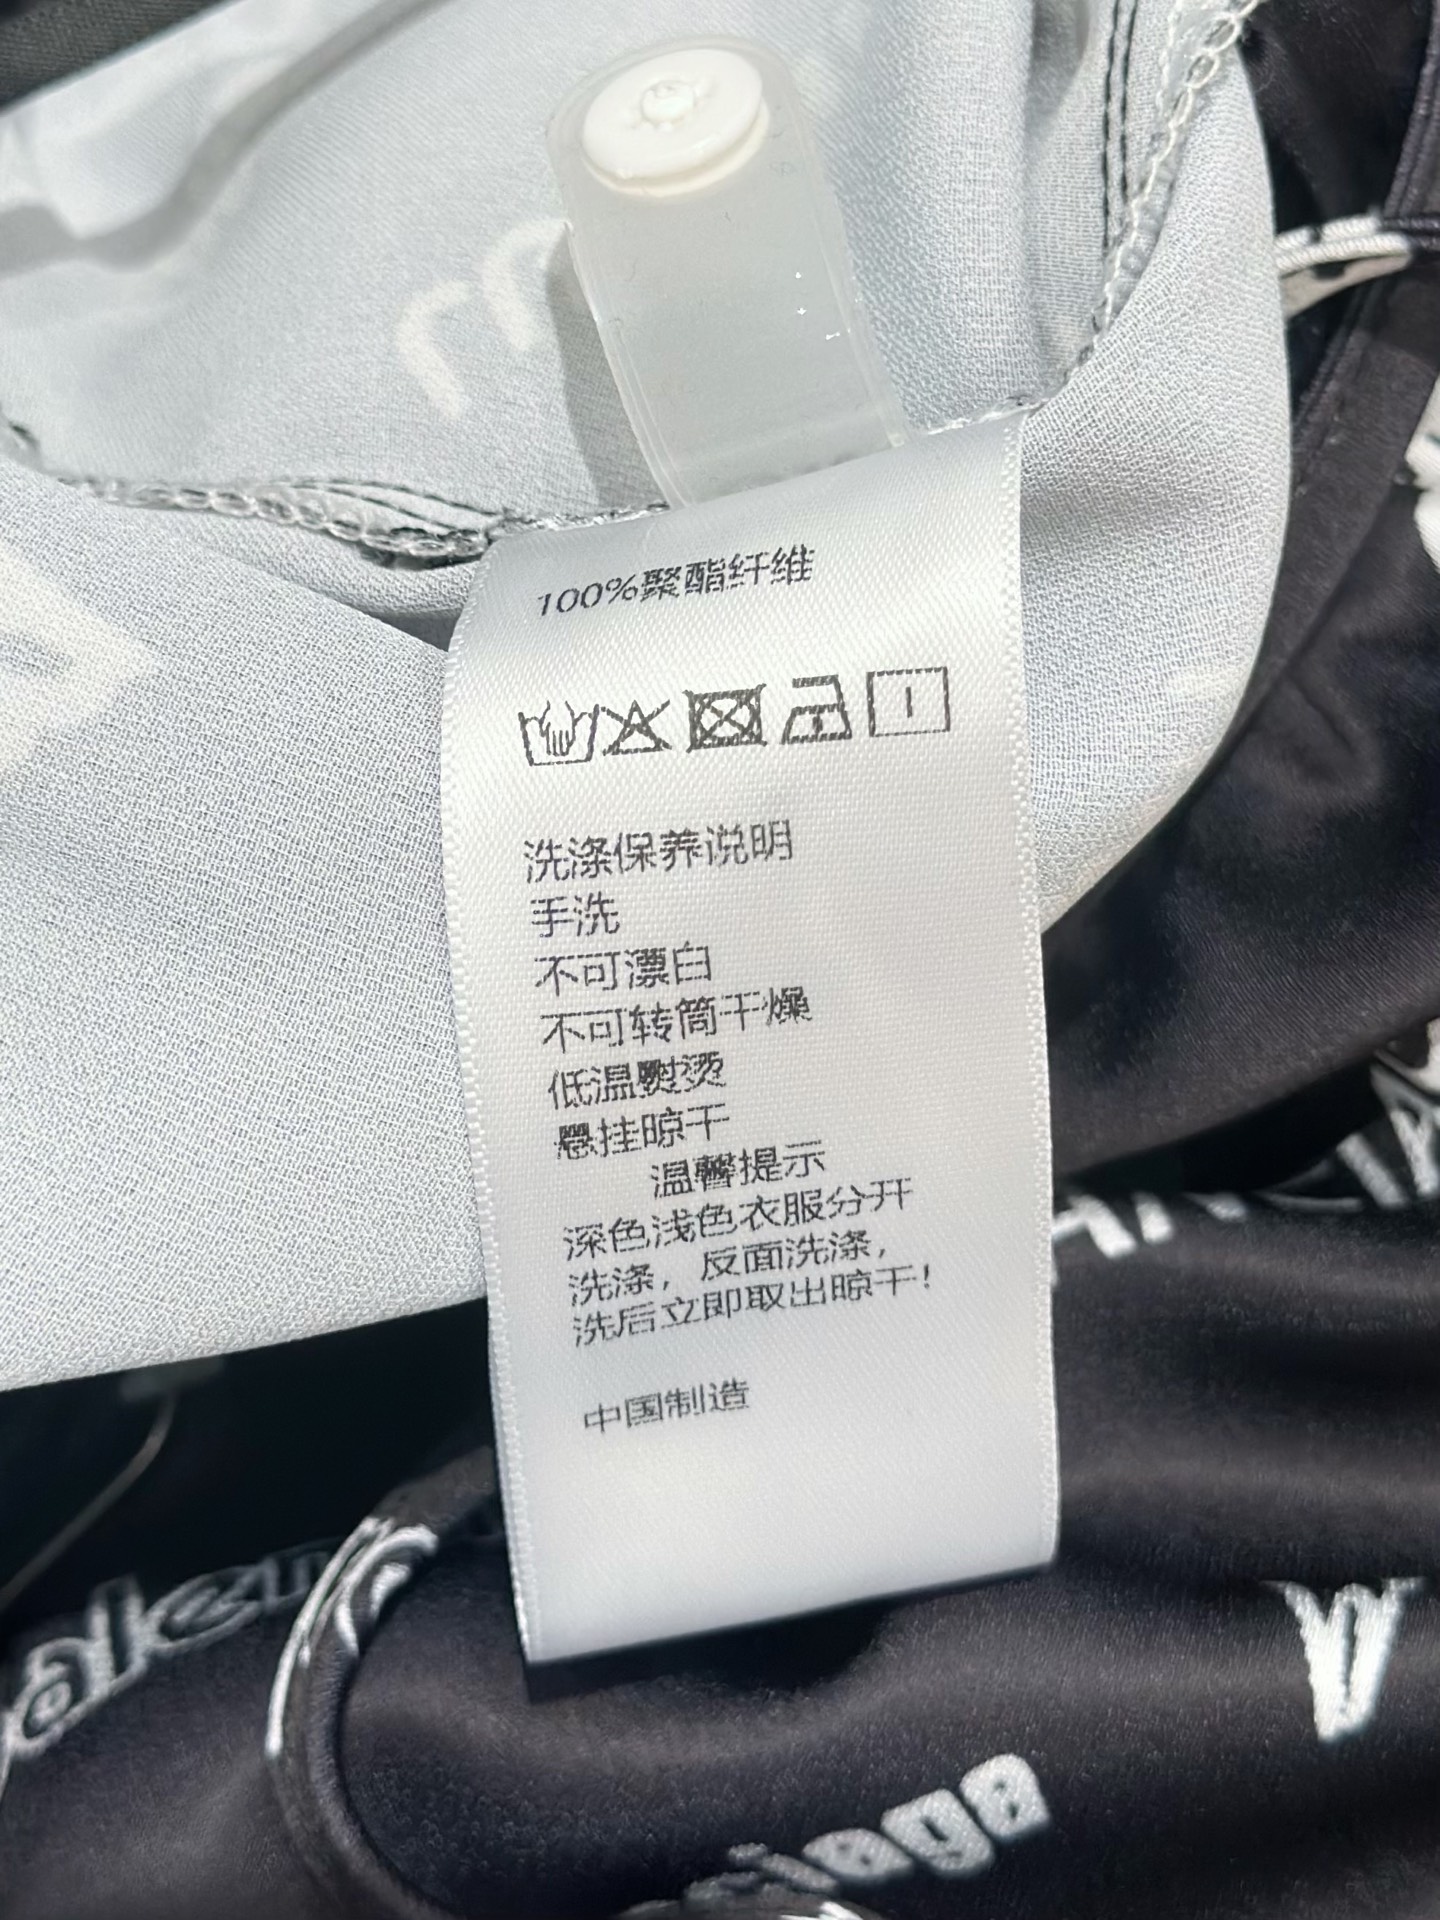 100%聚酯纤维
洗涤保养说明
手洗
不可漂白
不可转筒干燥
低温熨烫
悬挂晾干
温馨提示
深色浅色衣服分开
洗涤，反面洗涤，
洗后立即取出晾干！
中国制造